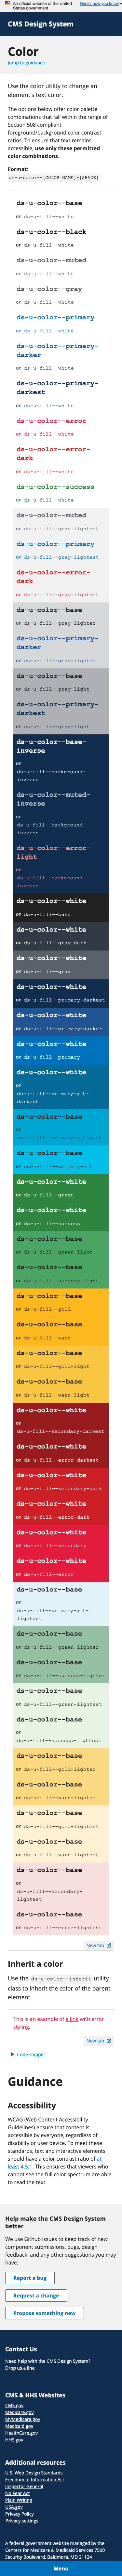 An official website of the United States government
Here's how you know
CMS Design System
Color
Jump to guidance
Use the color utility to change an element's text color.
The options below offer color palette combinations that are valid within the range of Section 508 compliant foreground/background contrast ratios. In order to ensure that your site is accessible, use only these permitted color combinations.
Format:
ds-u-color--[COLOR NAME]-[SHADE]
ds-u-color--base
on ds-u-fill--white
ds-u-color--black
on ds-u-fill--white
ds-u-color--muted
on ds-u-fill--white
ds-u-color--gray
on ds-u-fill--white
ds-u-color--primary
on ds-u-fill--white
ds-u-color--primary-darker
on ds-u-fill--white
ds-u-color--primary-darkest
on ds-u-fill--white
ds-u-color--error
on ds-u-fill--white
ds-u-color--error-dark
on ds-u-fill--white
ds-u-color--success
on ds-u-fill--white
ds-u-color--muted
on ds-u-fill--gray-lightest
ds-u-color--primary
on ds-u-fill--gray-lightest
ds-u-color--error-dark
on ds-u-fill--gray-lightest
ds-u-color--base
on ds-u-fill--gray-lighter
ds-u-color--primary-darker
on ds-u-fill--gray-lighter
ds-u-color--base
on ds-u-fill--gray-light
ds-u-color--primary-darkest
on ds-u-fill--gray-light
ds-u-color--base-inverse
on
ds-u-fill--background-inverse
ds-u-color--muted-inverse
on
ds-u-fill--background-inverse
ds-u-color--error-light
on
ds-u-fill--background-inverse
ds-u-color--white
on ds-u-fill--base
ds-u-color--white
on ds-u-fill--gray-dark
ds-u-color--white
on ds-u-fill--gray
ds-u-color--white
on ds-u-fill--primary-darkest
ds-u-color--white
on ds-u-fill--primary-darker
ds-u-color--white
on ds-u-fill--primary
ds-u-color--white
on
ds-u-fill--primary-alt-darkest
ds-u-color--base
on
ds-u-fill--primary-alt-dark
ds-u-color--base
on ds-u-fill--primary-alt
ds-u-color--white
on ds-u-fill--green
ds-u-color--white
on ds-u-fill--success
ds-u-color--base
on ds-u-fill--green-light
ds-u-color--base
on ds-u-fill--success-light
ds-u-color--base
on ds-u-fill--gold
ds-u-color--base
on ds-u-fill--warn
ds-u-color--base
on ds-u-fill--gold-light
ds-u-color--base
on ds-u-fill--warn-light
ds-u-color--white
on
ds-u-fill--secondary-darkest
ds-u-color--white
on ds-u-fill--error-darkest
ds-u-color--white
on ds-u-fill--secondary-dark
ds-u-color--white
on ds-u-fill--error-dark
ds-u-color--white
on ds-u-fill--secondary
ds-u-color--white
on ds-u-fill--error
ds-u-color--base
on
ds-u-fill--primary-alt-lightest
ds-u-color--base
on ds-u-fill--green-lighter
ds-u-color--base
on ds-u-fill--success-lighter
ds-u-color--base
on ds-u-fill--green-lightest
ds-u-color--base
on
ds-u-fill--success-lightest
ds-u-color--base
on ds-u-fill--gold-lighter
ds-u-color--base
on ds-u-fill--warn-lighter
ds-u-color--base
on ds-u-fill--gold-lightest
ds-u-color--base
on ds-u-fill--warn-lightest
ds-u-color--base
on
ds-u-fill--secondary-lightest
ds-u-color--base
on ds-u-fill--error-lightest
New tab
Inherit a color
Use the ds-u-color--inherit utility class to inherit the color of the parent element.
This is an example of a link with error styling.
New tab
Code snippet
Guidance
Accessibility
WCAG (Web Content Accessibility Guidelines) AA requires that body text and background have a color contrast ratio of at least 4.5:1. This ensures that people who are color blind or have low vision can see the full color spectrum are able to read the text.
Help make the CMS Design System better
We use Github issues to keep track of new component submissions, bugs, general design feedback, and any other suggestions you may have.
Report a bug
Request a change
Propose something new
Contact Us
Need help with the CMS Design System?
Drop us a line
CMS & HHS Websites
CMS.gov
Medicare.gov
MyMedicare.gov
Medicaid.gov
HealthCare.gov
HHS.gov
Additional resources
U.S. Web Design Standards
Freedom of Information Act
Inspector General
No Fear Act
Plain Writing
USA.gov
Privacy Policy
Privacy settings
A federal government website managed by the Centers for Medicare & Medicaid Services 7500 Security Boulevard, Baltimore, MD 21214
Menu